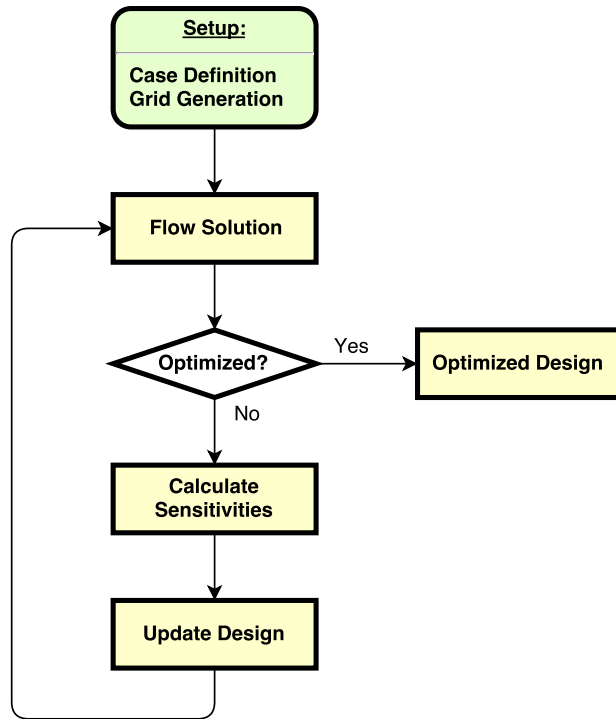 Setup:
Case Definition
Grid Generation
Flow Solution
Optimized?
Yes
Optimized Design
No
Calculate
Sensitivities
Update Design